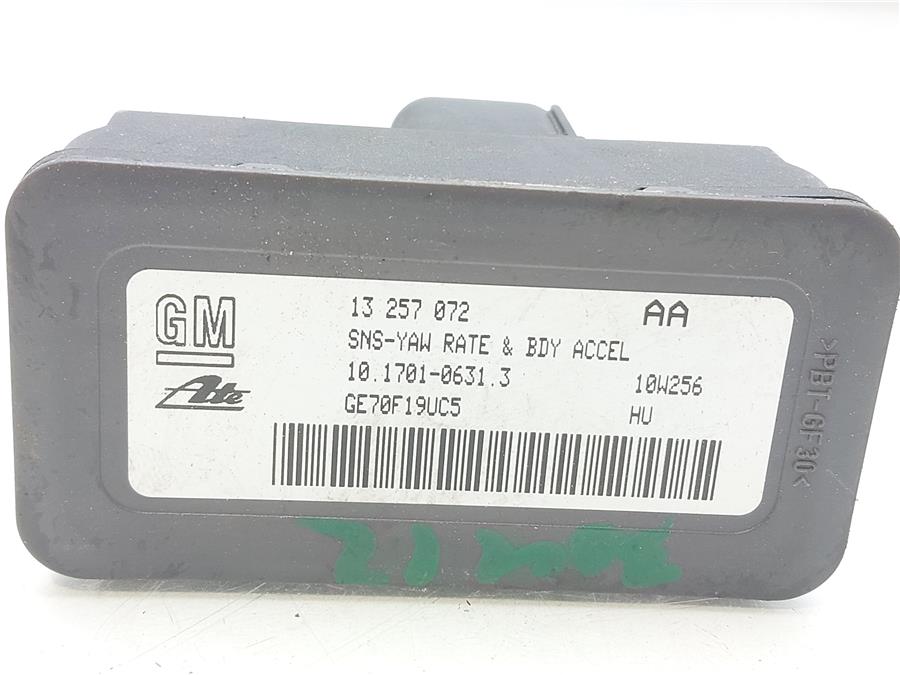 GM
13 257 072
AA
SNS-YAW RATE & BDY ACCEL
10.1701-0631.3
10W256
Ate
GE70F19UC5
HU
>PBT-GF30<